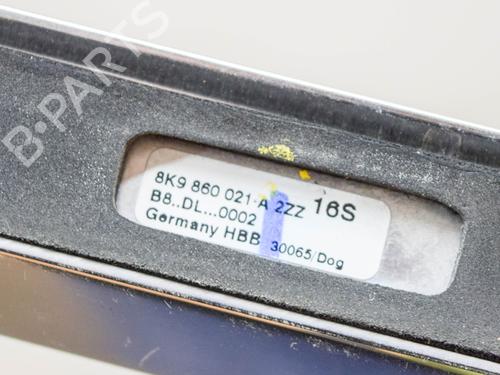 B-PARTS
8K9 860 021 A 2ZZ 16S
B8..DL...0002
Germany HBB 30065/Dog